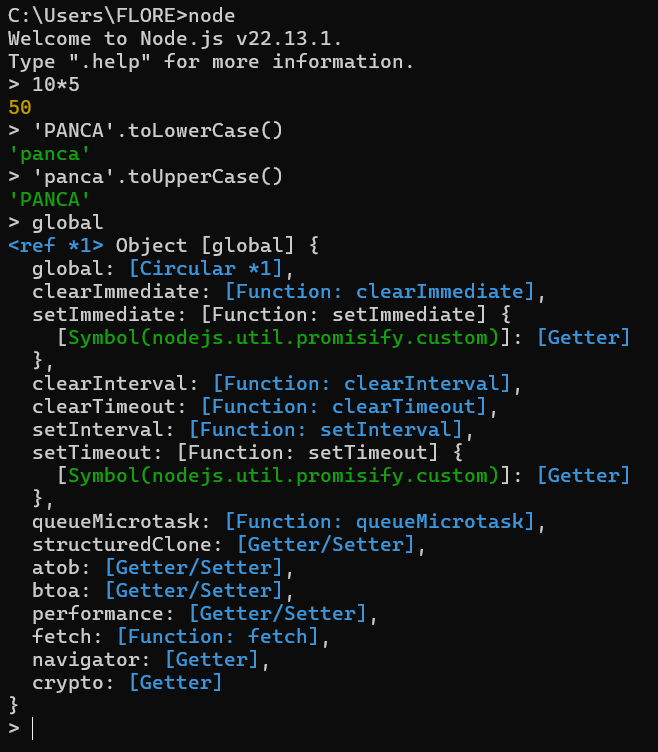 C:\Users\FLORE>node
Welcome to Node.js v22.13.1.
Type ".help" for more information.
> 10*5
50
> 'PANCA'.toLowerCase()
'panca'
> 'panca'.toUpperCase()
'PANCA'
> global
<ref *1> Object [global] {
  global: [Circular *1],
  clearImmediate: [Function: clearImmediate],
  setImmediate: [Function: setImmediate] {
    [Symbol(nodejs.util.promisify.custom)]: [Getter]
  },
  clearInterval: [Function: clearInterval],
  clearTimeout: [Function: clearTimeout],
  setInterval: [Function: setInterval],
  setTimeout: [Function: setTimeout] {
    [Symbol(nodejs.util.promisify.custom)]: [Getter]
  },
  queueMicrotask: [Function: queueMicrotask],
  structuredClone: [Getter/Setter],
  atob: [Getter/Setter],
  btoa: [Getter/Setter],
  performance: [Getter/Setter],
  fetch: [Function: fetch],
  navigator: [Getter],
  crypto: [Getter]
}
>